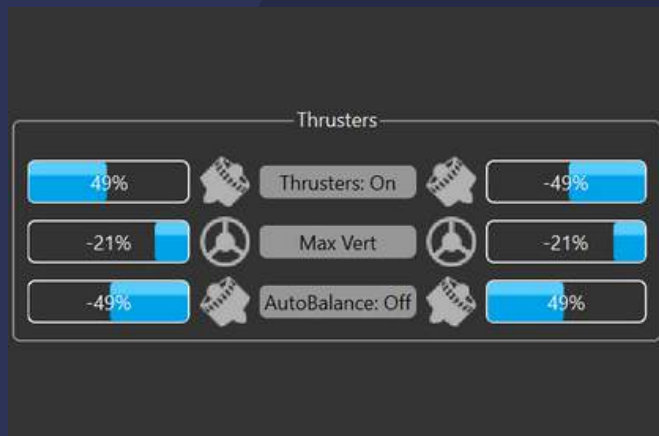 Thrusters
49% Thrusters: On -49%
-21% Max Vert -21%
-49% AutoBalance: Off 49%